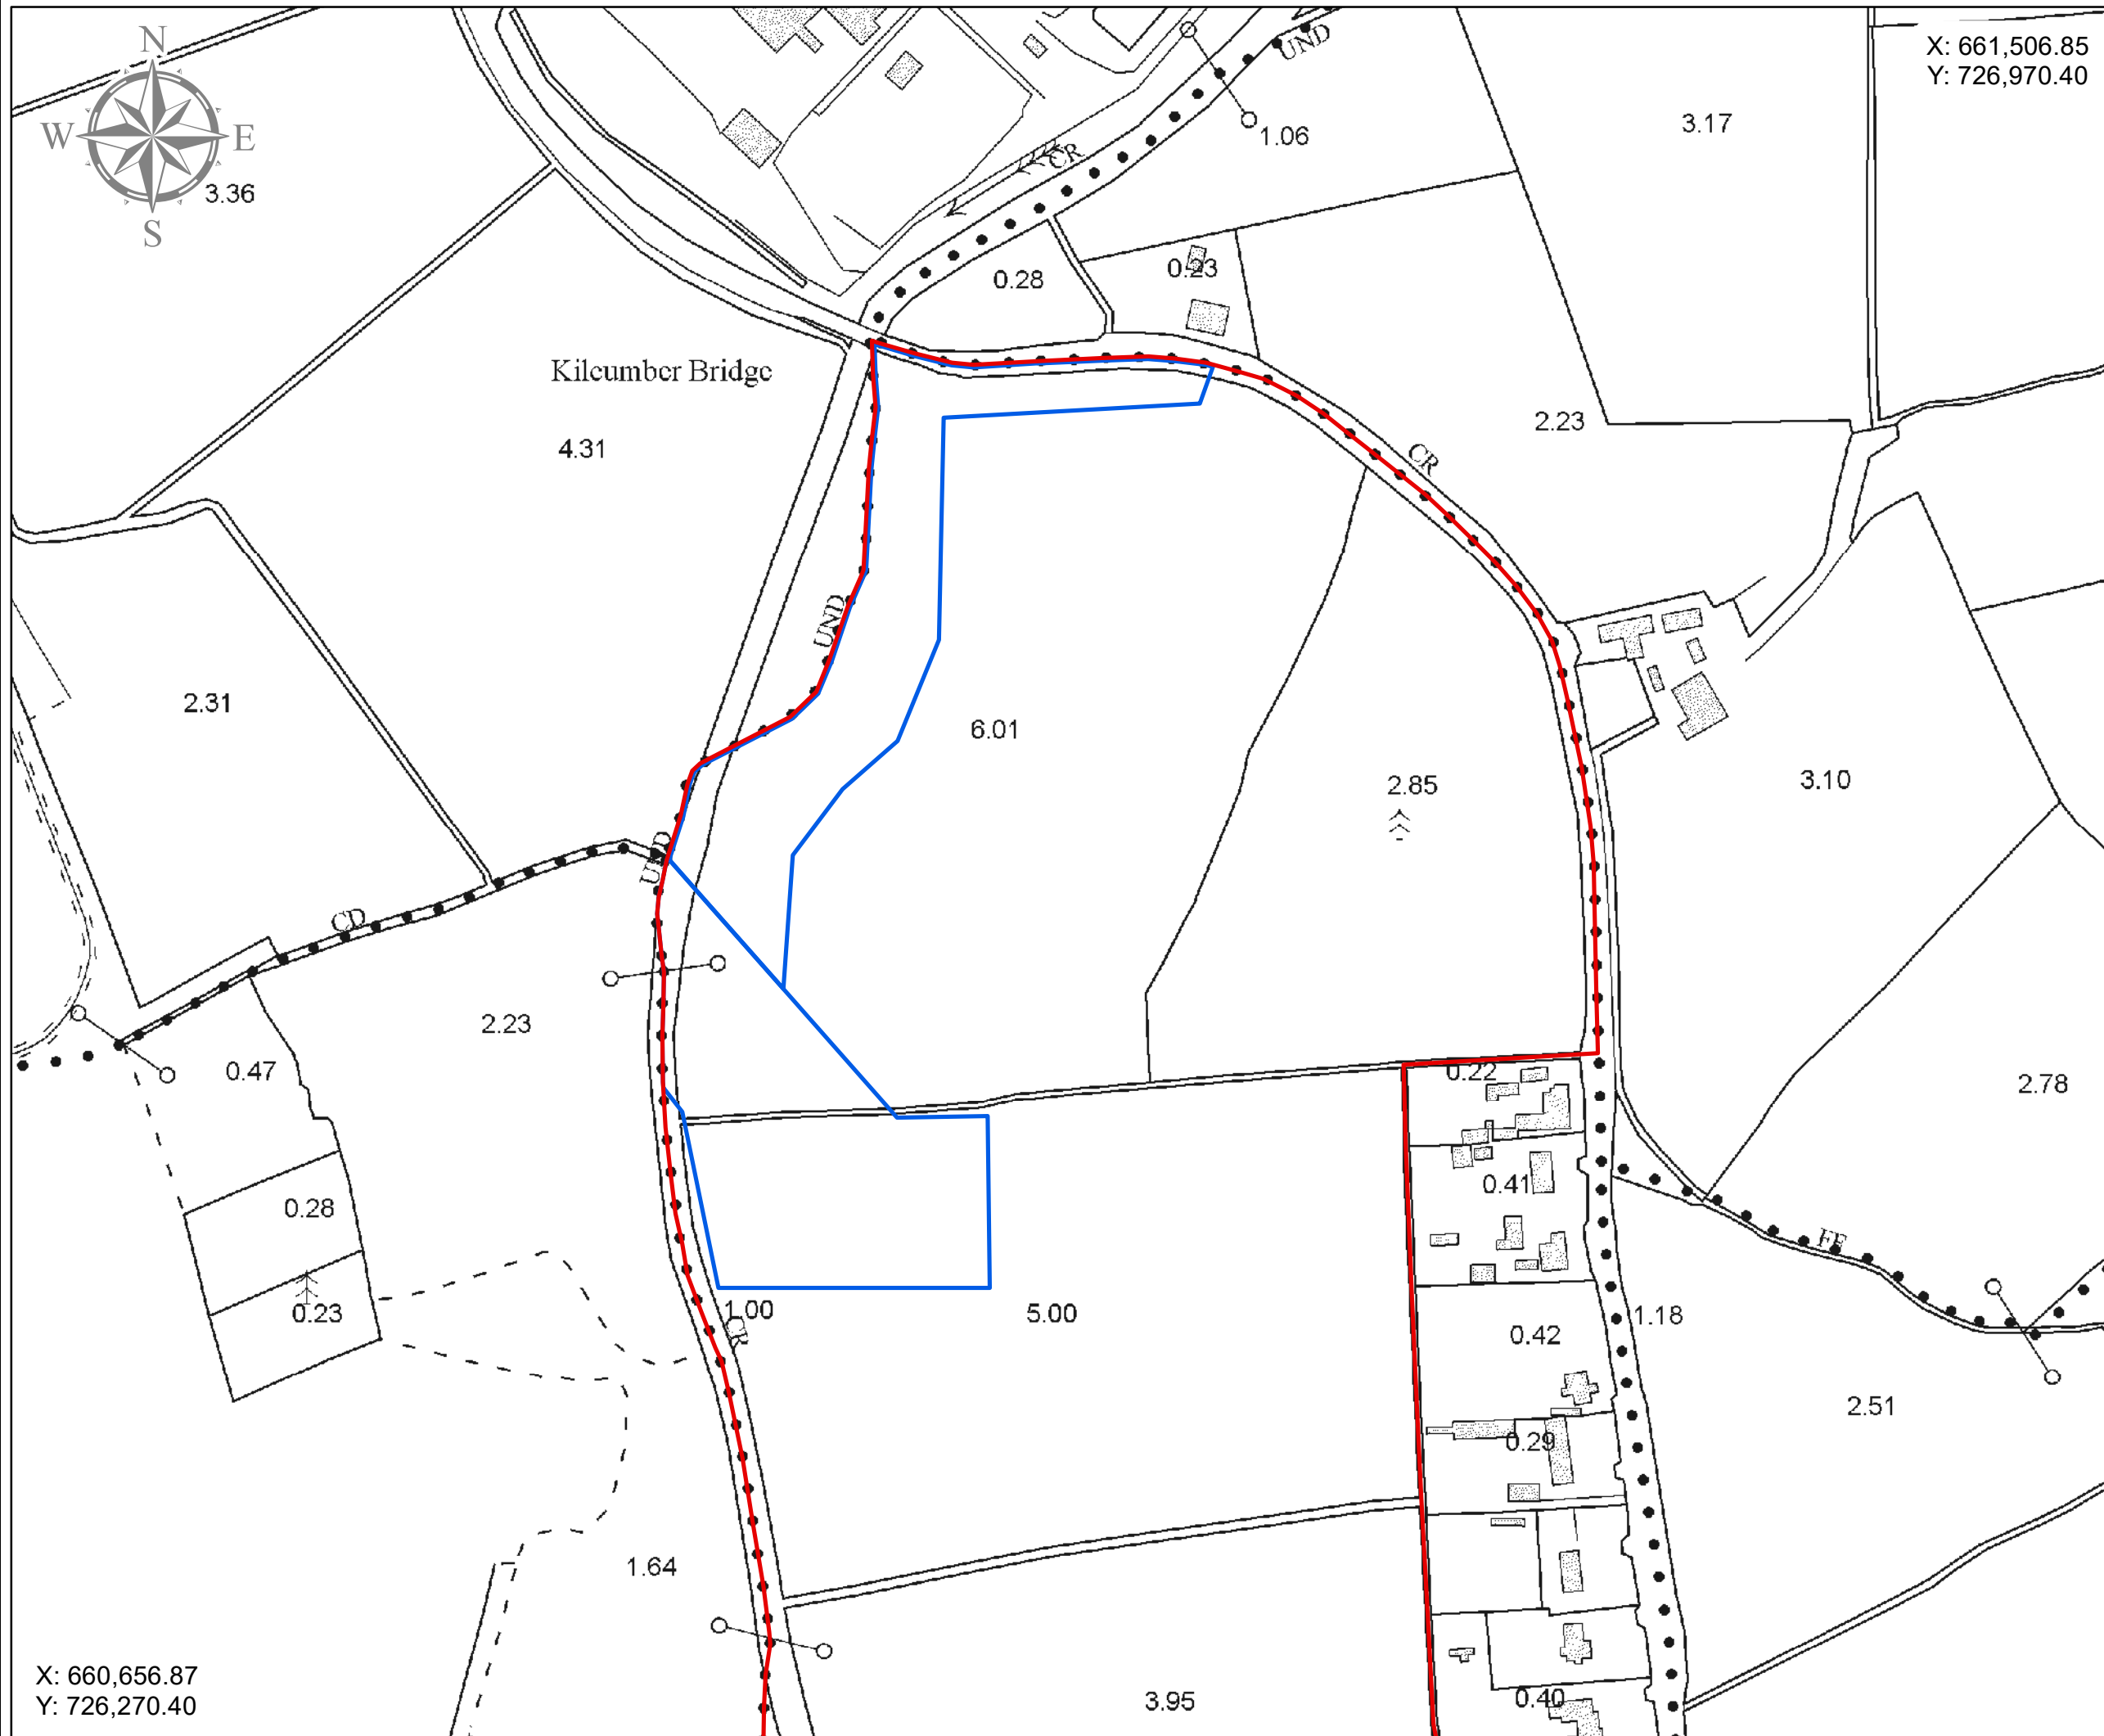 N
W
E
S
X: 661,506.85
Y: 726,970.40
UND
1.06
3.17
CR
3.36
0.28
0.23
Kilcumber Bridge
4.31
2.23
CR
UND
2.31
6.01
2.85
3.10
UND
CD
2.23
0.47
0.22
2.78
0.41
0.28
FF
0.23
1.00
5.00
1.18
CR
0.42
2.51
0.29
1.64
X: 660,656.87
Y: 726,270.40
3.95
0.40